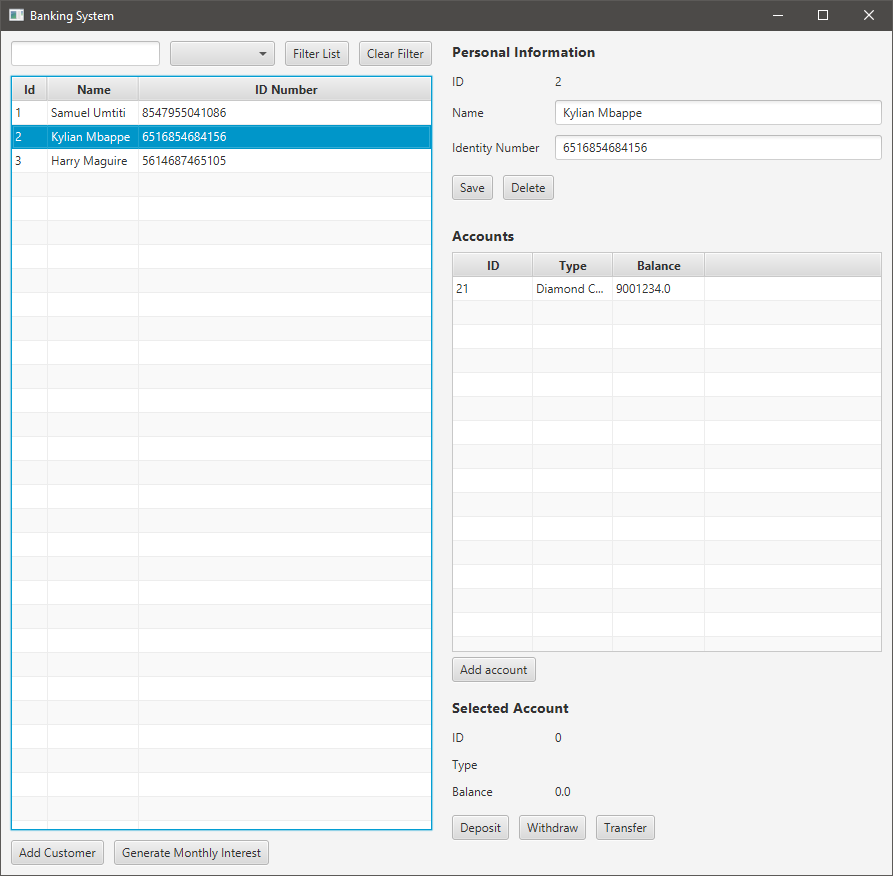 Banking System
Filter List Clear Filter
Id Name ID Number
1 Samuel Umtiti 8547955041086
2 Kylian Mbappe 6516854684156
3 Harry Maguire 5614687465105
Add Customer Generate Monthly Interest
Personal Information
ID 2
Name Kylian Mbappe
Identity Number 6516854684156
Save Delete
Accounts
ID Type Balance
21 Diamond C... 9001234.0
Add account
Selected Account
ID 0
Type
Balance 0.0
Deposit Withdraw Transfer